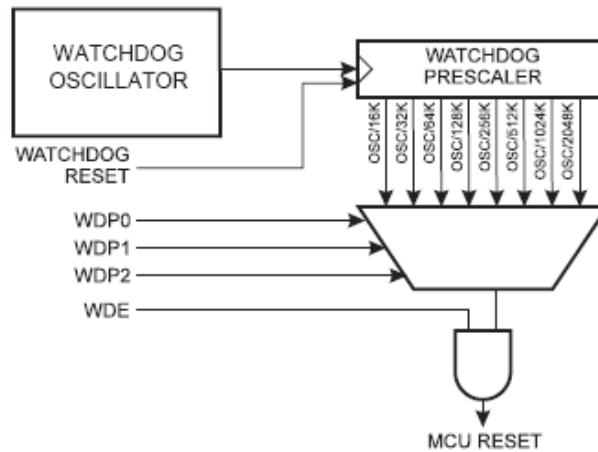 WATCHDOG
OSCILLATOR
WATCHDOG
PRESCALER
OSC/16K
OSC/32K
OSC/64K
OSC/128K
OSC/256K
OSC/512K
OSC/1024K
OSC/2048K
WATCHDOG
RESET
WDP0
WDP1
WDP2
WDE
MCU RESET